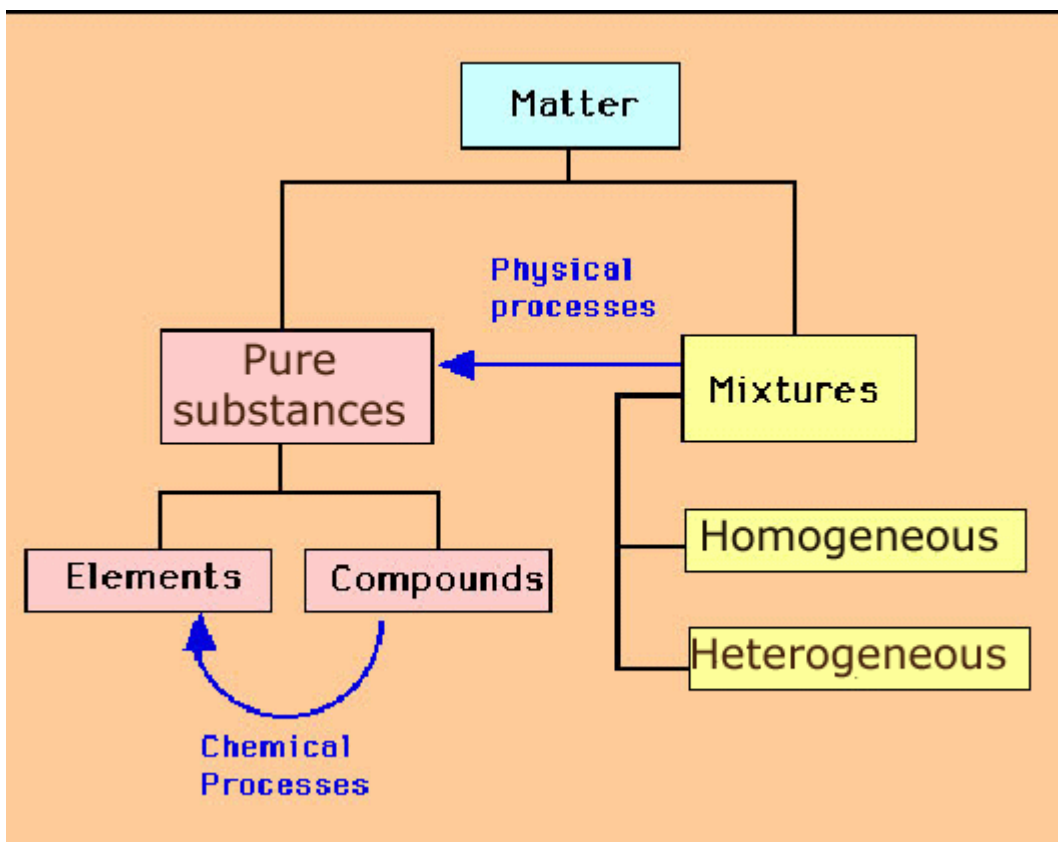 Matter
Physical
processes
Pure
substances
Mixtures
Homogeneous
Elements
Compounds
Heterogeneous
Chemical
Processes